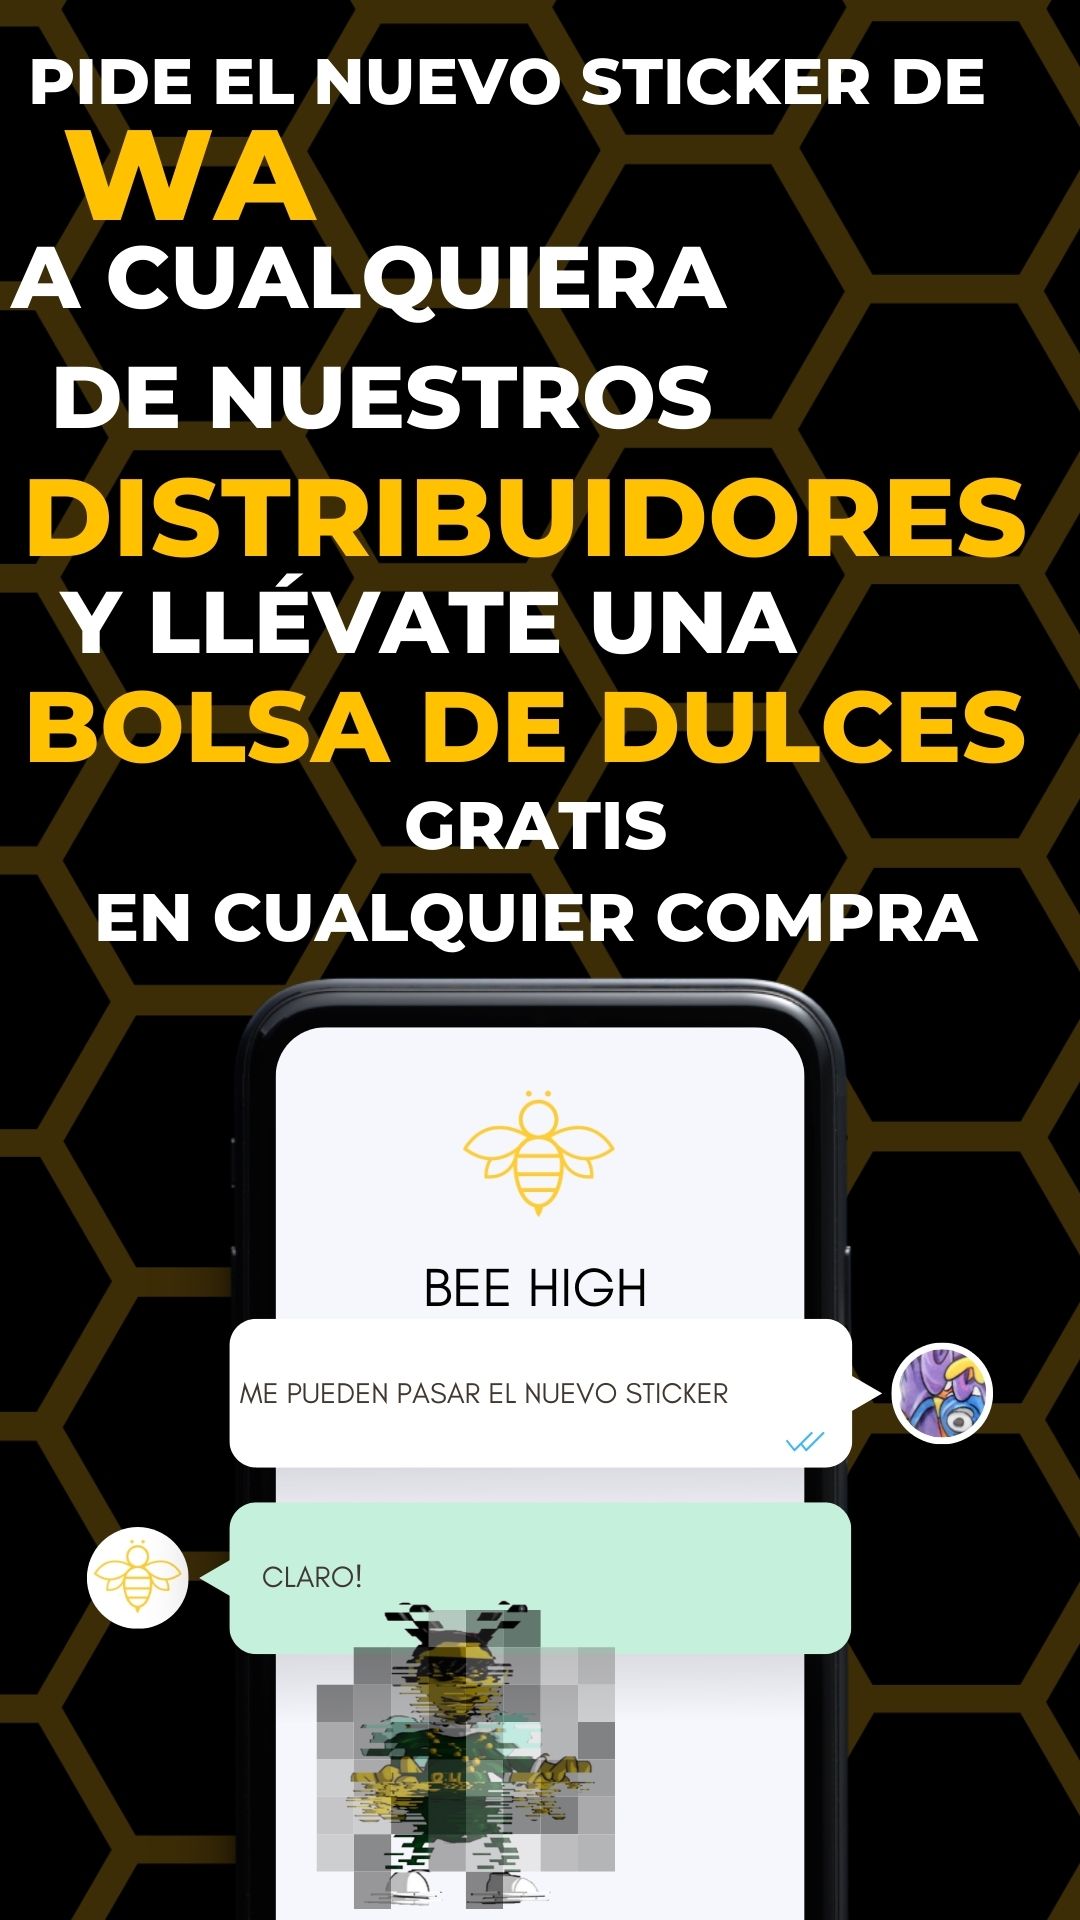 PIDE EL NUEVO STICKER DE
WA
A CUALQUIERA
DE NUESTROS
DISTRIBUIDORES
Y LLÉVATE UNA
BOLSA DE DULCES
GRATIS
EN CUALQUIER COMPRA
BEE HIGH
ME PUEDEN PASAR EL NUEVO STICKER
CLARO!